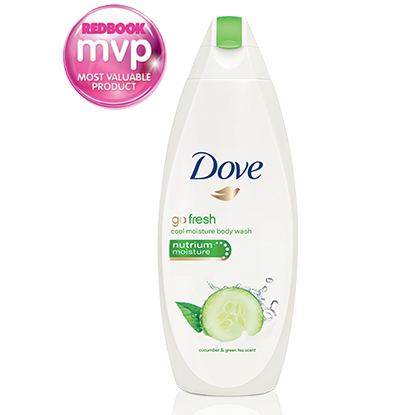 REDBOOK
mvp
MOST VALUABLE
PRODUCT
Dove
go fresh
cool moisture body wash
nutrium
moisture
cucumber & green tea scent